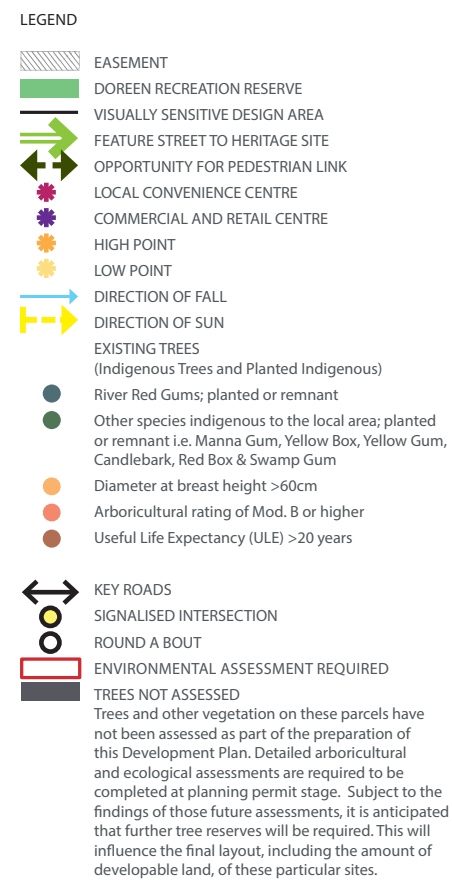 LEGEND
EASEMENT
DOREEN RECREATION RESERVE
VISUALLY SENSITIVE DESIGN AREA
FEATURE STREET TO HERITAGE SITE
OPPORTUNITY FOR PEDESTRIAN LINK
LOCAL CONVENIENCE CENTRE
COMMERCIAL AND RETAIL CENTRE
HIGH POINT
LOW POINT
DIRECTION OF FALL
DIRECTION OF SUN
EXISTING TREES
(Indigenous Trees and Planted Indigenous)
River Red Gums; planted or remnant
Other species indigenous to the local area; planted
or remnant i.e. Manna Gum, Yellow Box, Yellow Gum,
Candlebark, Red Box & Swamp Gum
Diameter at breast height >60cm
Arboricultural rating of Mod. B or higher
Useful Life Expectancy (ULE) >20 years
KEY ROADS
SIGNALISED INTERSECTION
ROUND A BOUT
ENVIRONMENTAL ASSESSMENT REQUIRED
TREES NOT ASSESSED
Trees and other vegetation on these parcels have
not been assessed as part of the preparation of
this Development Plan. Detailed arboricultural
and ecological assessments are required to be
completed at planning permit stage.  Subject to the
findings of those future assessments, it is anticipated
that further tree reserves will be required. This will
influence the final layout, including the amount of
developable land, of these particular sites.